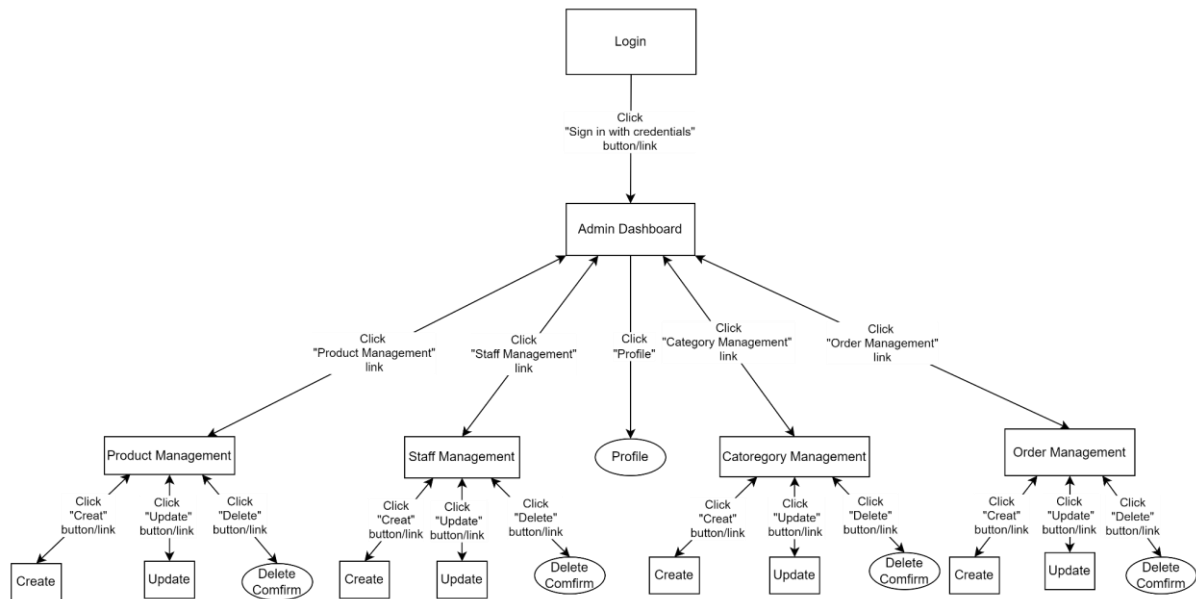 Login
Click
"Sign in with credentials"
button/link
Admin Dashboard
Click
"Product Management"
link
Click
"Staff Management"
link
Click
"Profile"
Click
"Category Management"
link
Click
"Order Management"
link
Product Management
Staff Management
Profile
Catoregory Management
Order Management
Click
"Creat"
button/link
Click
"Update"
button/link
Click
"Delete"
button/link
Click
"Creat"
button/link
Click
"Update"
button/link
Click
"Delete"
button/link
Click
"Creat"
button/link
Click
"Update"
button/link
Click
"Delete"
button/link
Click
"Creat"
button/link
Click
"Update"
button/link
Click
"Delete"
button/link
Create
Update
Delete
Comfirm
Create
Update
Delete
Comfirm
Create
Update
Delete
Comfirm
Create
Update
Delete
Comfirm